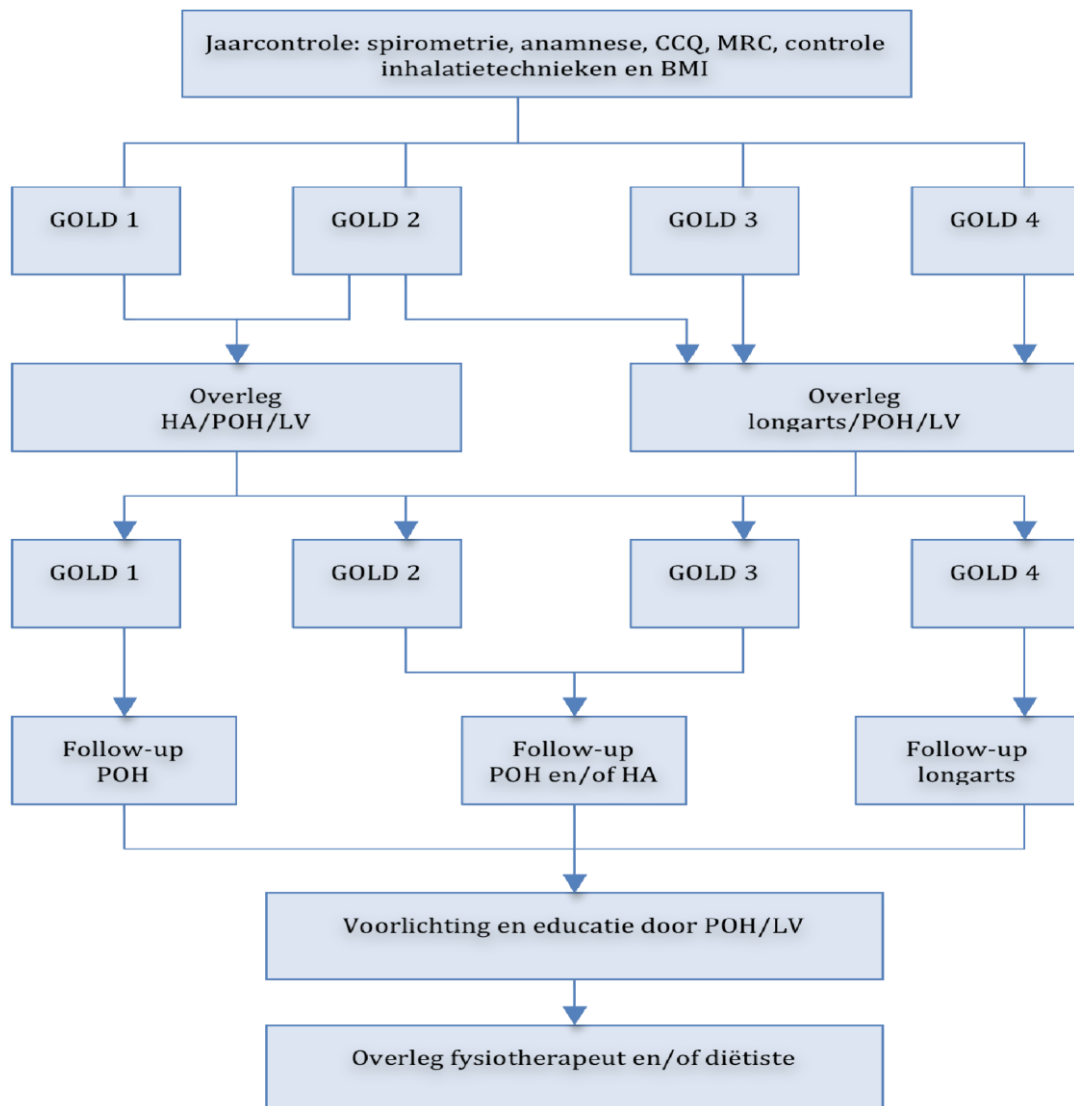 Jaarcontrole: spirometrie, anamnese, CCQ, MRC, controle
inhalatietechnieken en BMI
GOLD 1
GOLD 2
GOLD 3
GOLD 4
Overleg
HA/POH/LV
Overleg
longarts/POH/LV
GOLD 1
GOLD 2
GOLD 3
GOLD 4
Follow-up
POH
Follow-up
POH en/of HA
Follow-up
longarts
Voorlichting en educatie door POH/LV
Overleg fysiotherapeut en/of diëtiste